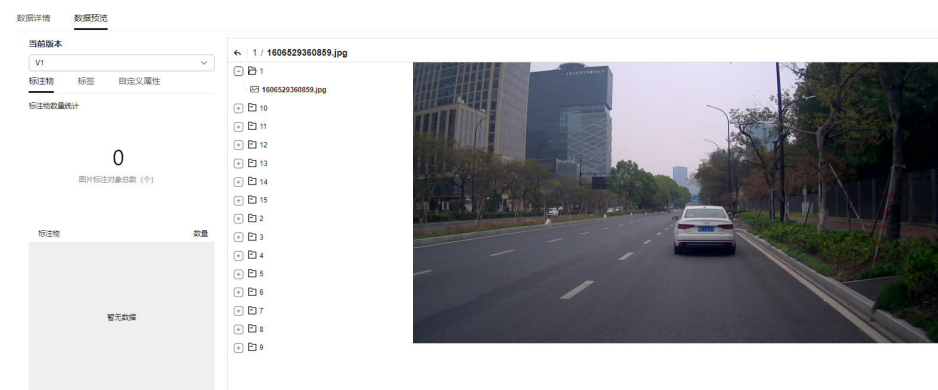 数据详情 数据预览
当前版本
V1
标注物 标签 自定义属性
标注物数量统计
0
图片标注对象总数（个）
标注物 数量
暂无数据
1 / 1606529360859.jpg
1
1606529360859.jpg
10
11
12
13
14
15
2
3
4
5
6
7
8
9